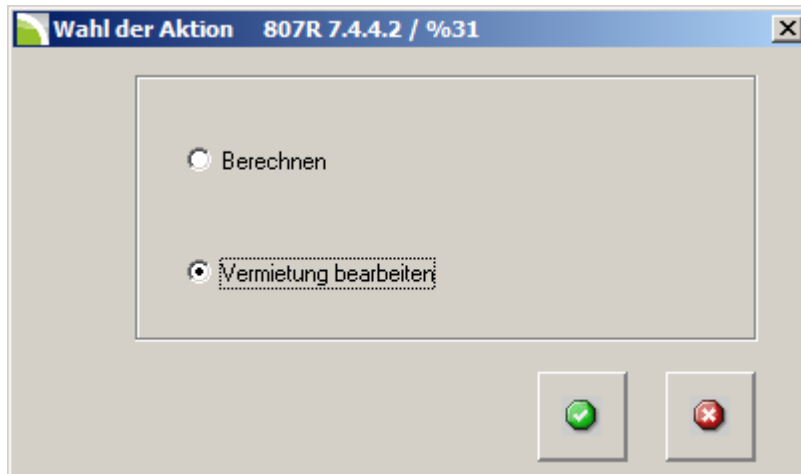 Wahl der Aktion 807R 7.4.4.2 / %31
Berechnen
Vermietung bearbeiten